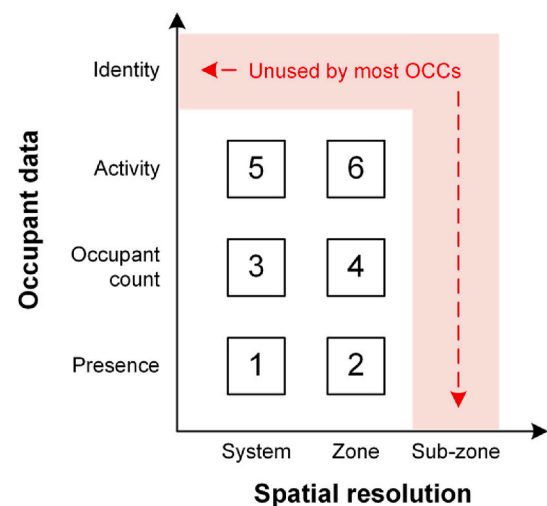 Identity
Unused by most OCCs
Activity
5
6
Occupant data
Occupant
count
3
4
Presence
1
2
System
Zone
Sub-zone
Spatial resolution